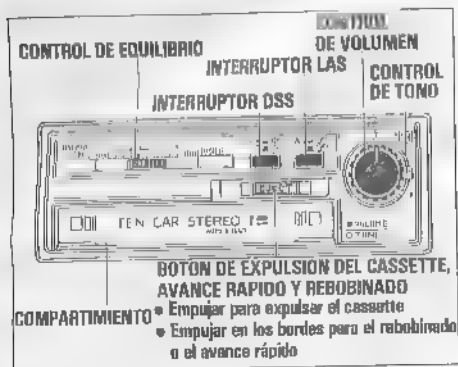 CONTROL DE EQUILIBRIO
DE VOLUMEN
INTERRUPTOR LAS
CONTROL
DE TONO
INTERRUPTOR DSS
TEN CAR STEREO
VOLUME
TONE
BOTON DE EXPULSION DEL CASSETTE,
AVANCE RAPIDO Y REBOBINADO
• Empujar para expulsar el cassette
• Empujar en los bordes para el rebobinado
o el avance rápido
COMPARTIMIENTO